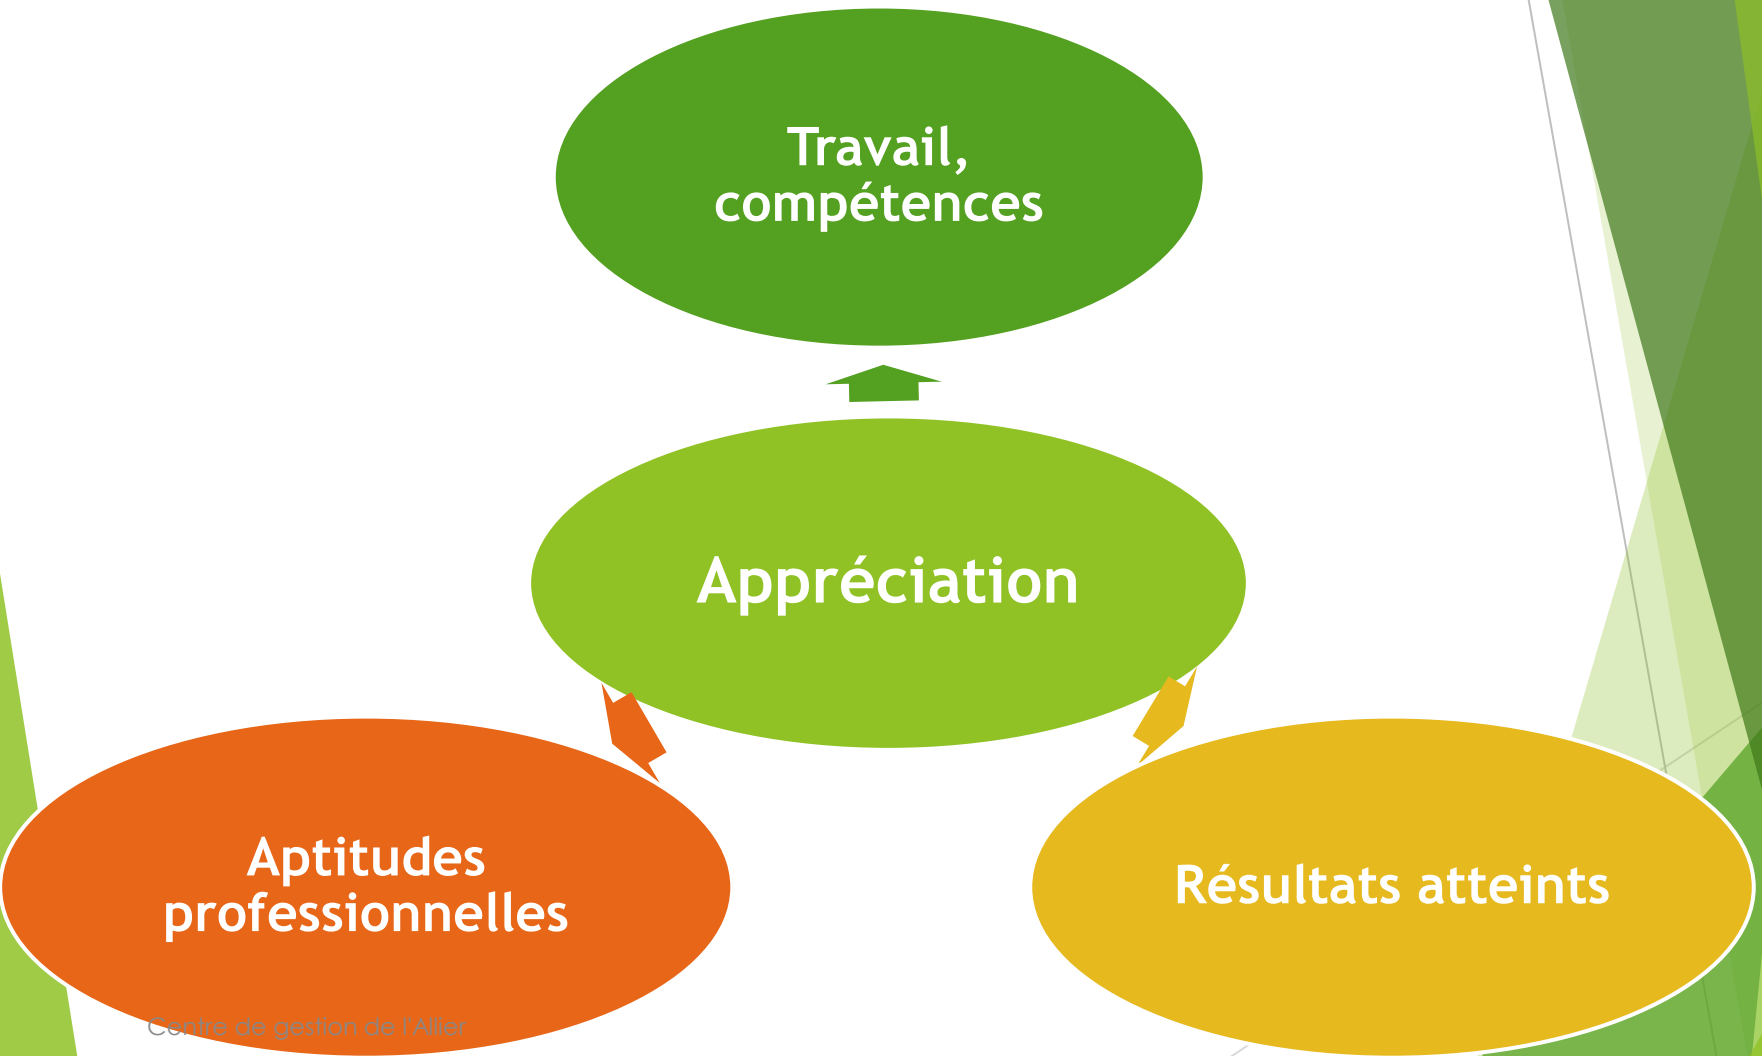 Travail,
compétences
Appréciation
Aptitudes
professionnelles
Résultats atteints
Centre de gestion de l'Allier